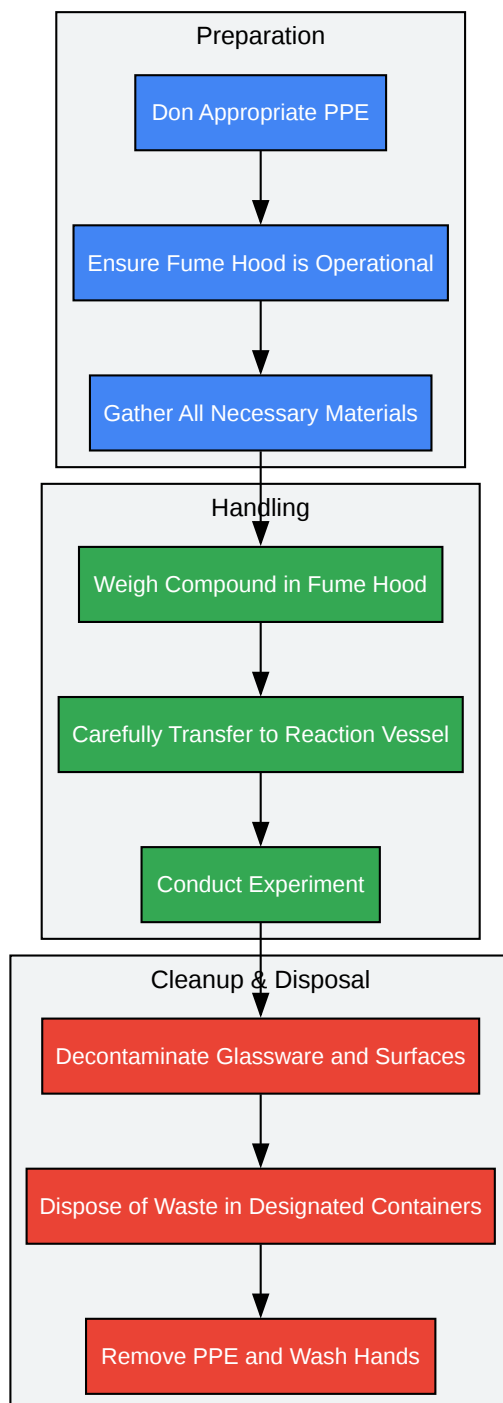 Preparation
Don Appropriate PPE
Ensure Fume Hood is Operational
Gather All Necessary Materials
Handling
Weigh Compound in Fume Hood
Carefully Transfer to Reaction Vessel
Conduct Experiment
Cleanup & Disposal
Decontaminate Glassware and Surfaces
Dispose of Waste in Designated Containers
Remove PPE and Wash Hands